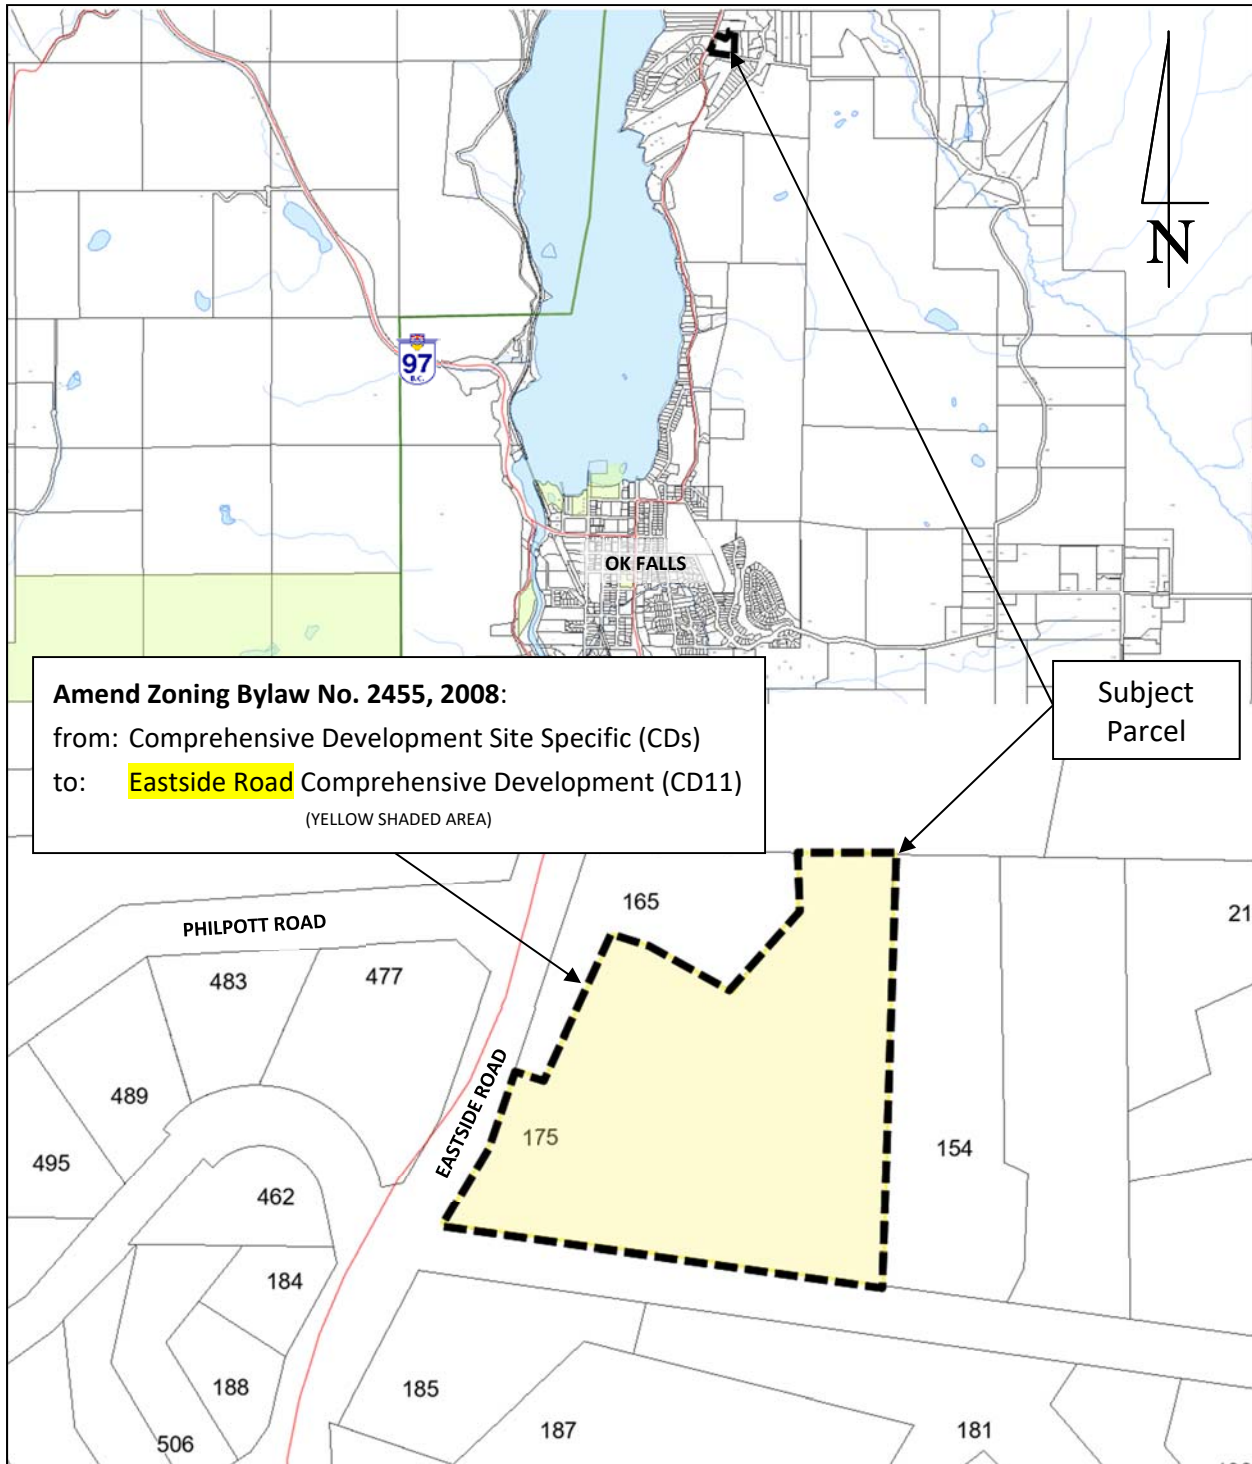 N
97
B.C.
OK FALLS
Amend Zoning Bylaw No. 2455, 2008:
from: Comprehensive Development Site Specific (CDs)
to: Eastside Road Comprehensive Development (CD11)
(YELLOW SHADED AREA)
Subject
Parcel
165
21
PHILPOTT ROAD
483
477
489
EASTSIDE ROAD
175
154
495
462
184
188
185
506
187
181